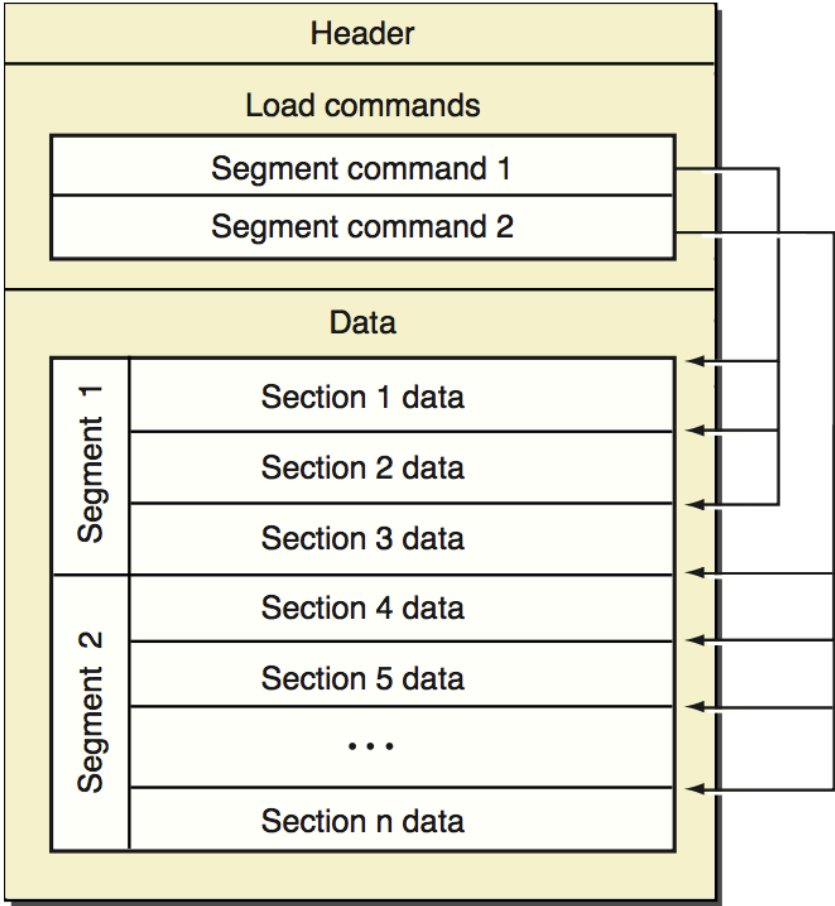 Header
Load commands
Segment command 1
Segment command 2
Data
Segment 1
Section 1 data
Section 2 data
Section 3 data
Segment 2
Section 4 data
Section 5 data
...
Section n data